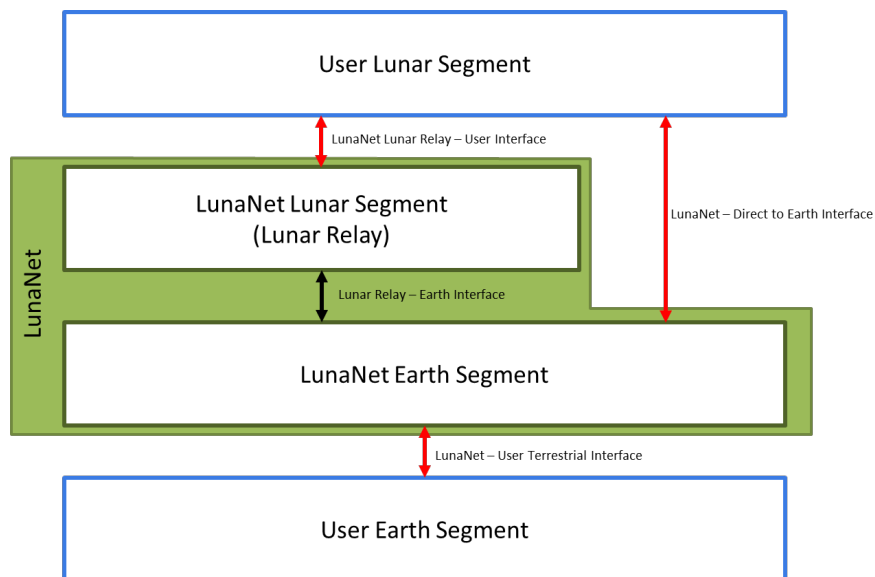 User Lunar Segment
LunaNet Lunar Relay – User Interface
LunaNet Lunar Segment
(Lunar Relay)
LunaNet – Direct to Earth Interface
LunaNet
Lunar Relay – Earth Interface
LunaNet Earth Segment
LunaNet – User Terrestrial Interface
User Earth Segment